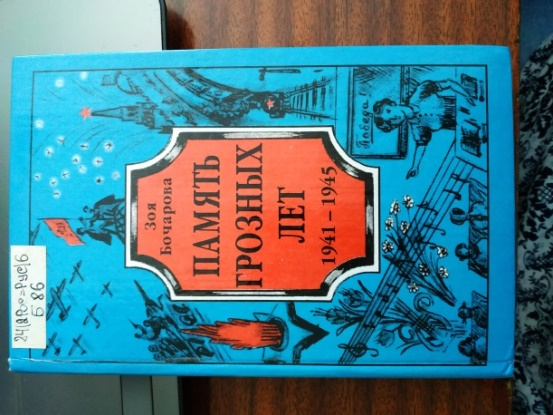 Зоя
Бочарова
ПАМЯТЬ
ГРОЗНЫХ
ЛЕТ
1941 – 1945
Победа
Б 86